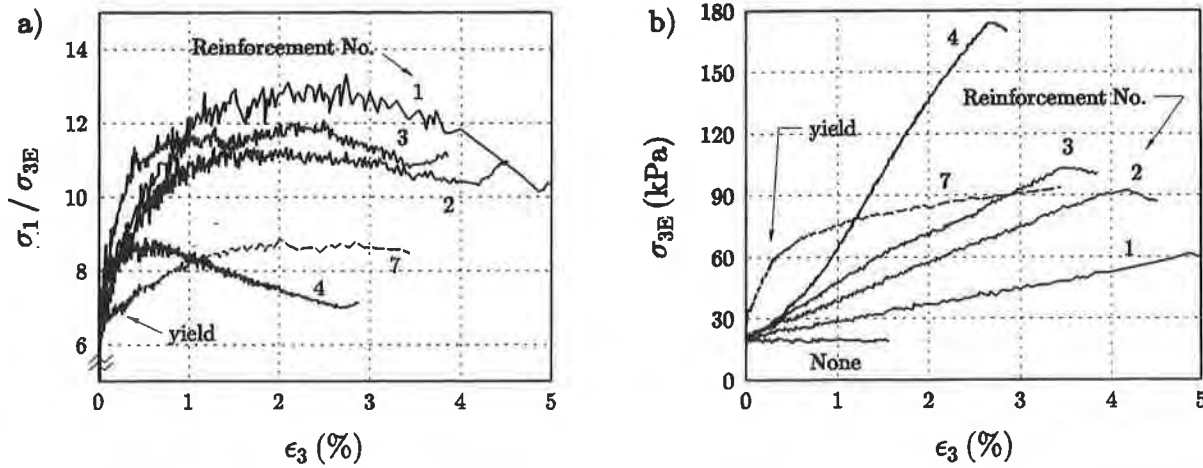 a)
σ1 / σ3E
14
12
10
8
6
0 1 2 3 4 5
ϵ3 (%)
Reinforcement No.
1
3
2
7
4
yield
b)
σ3E (kPa)
180
150
120
90
60
30
0
0 1 2 3 4 5
ϵ3 (%)
4
Reinforcement No.
yield
3
7
2
1
None